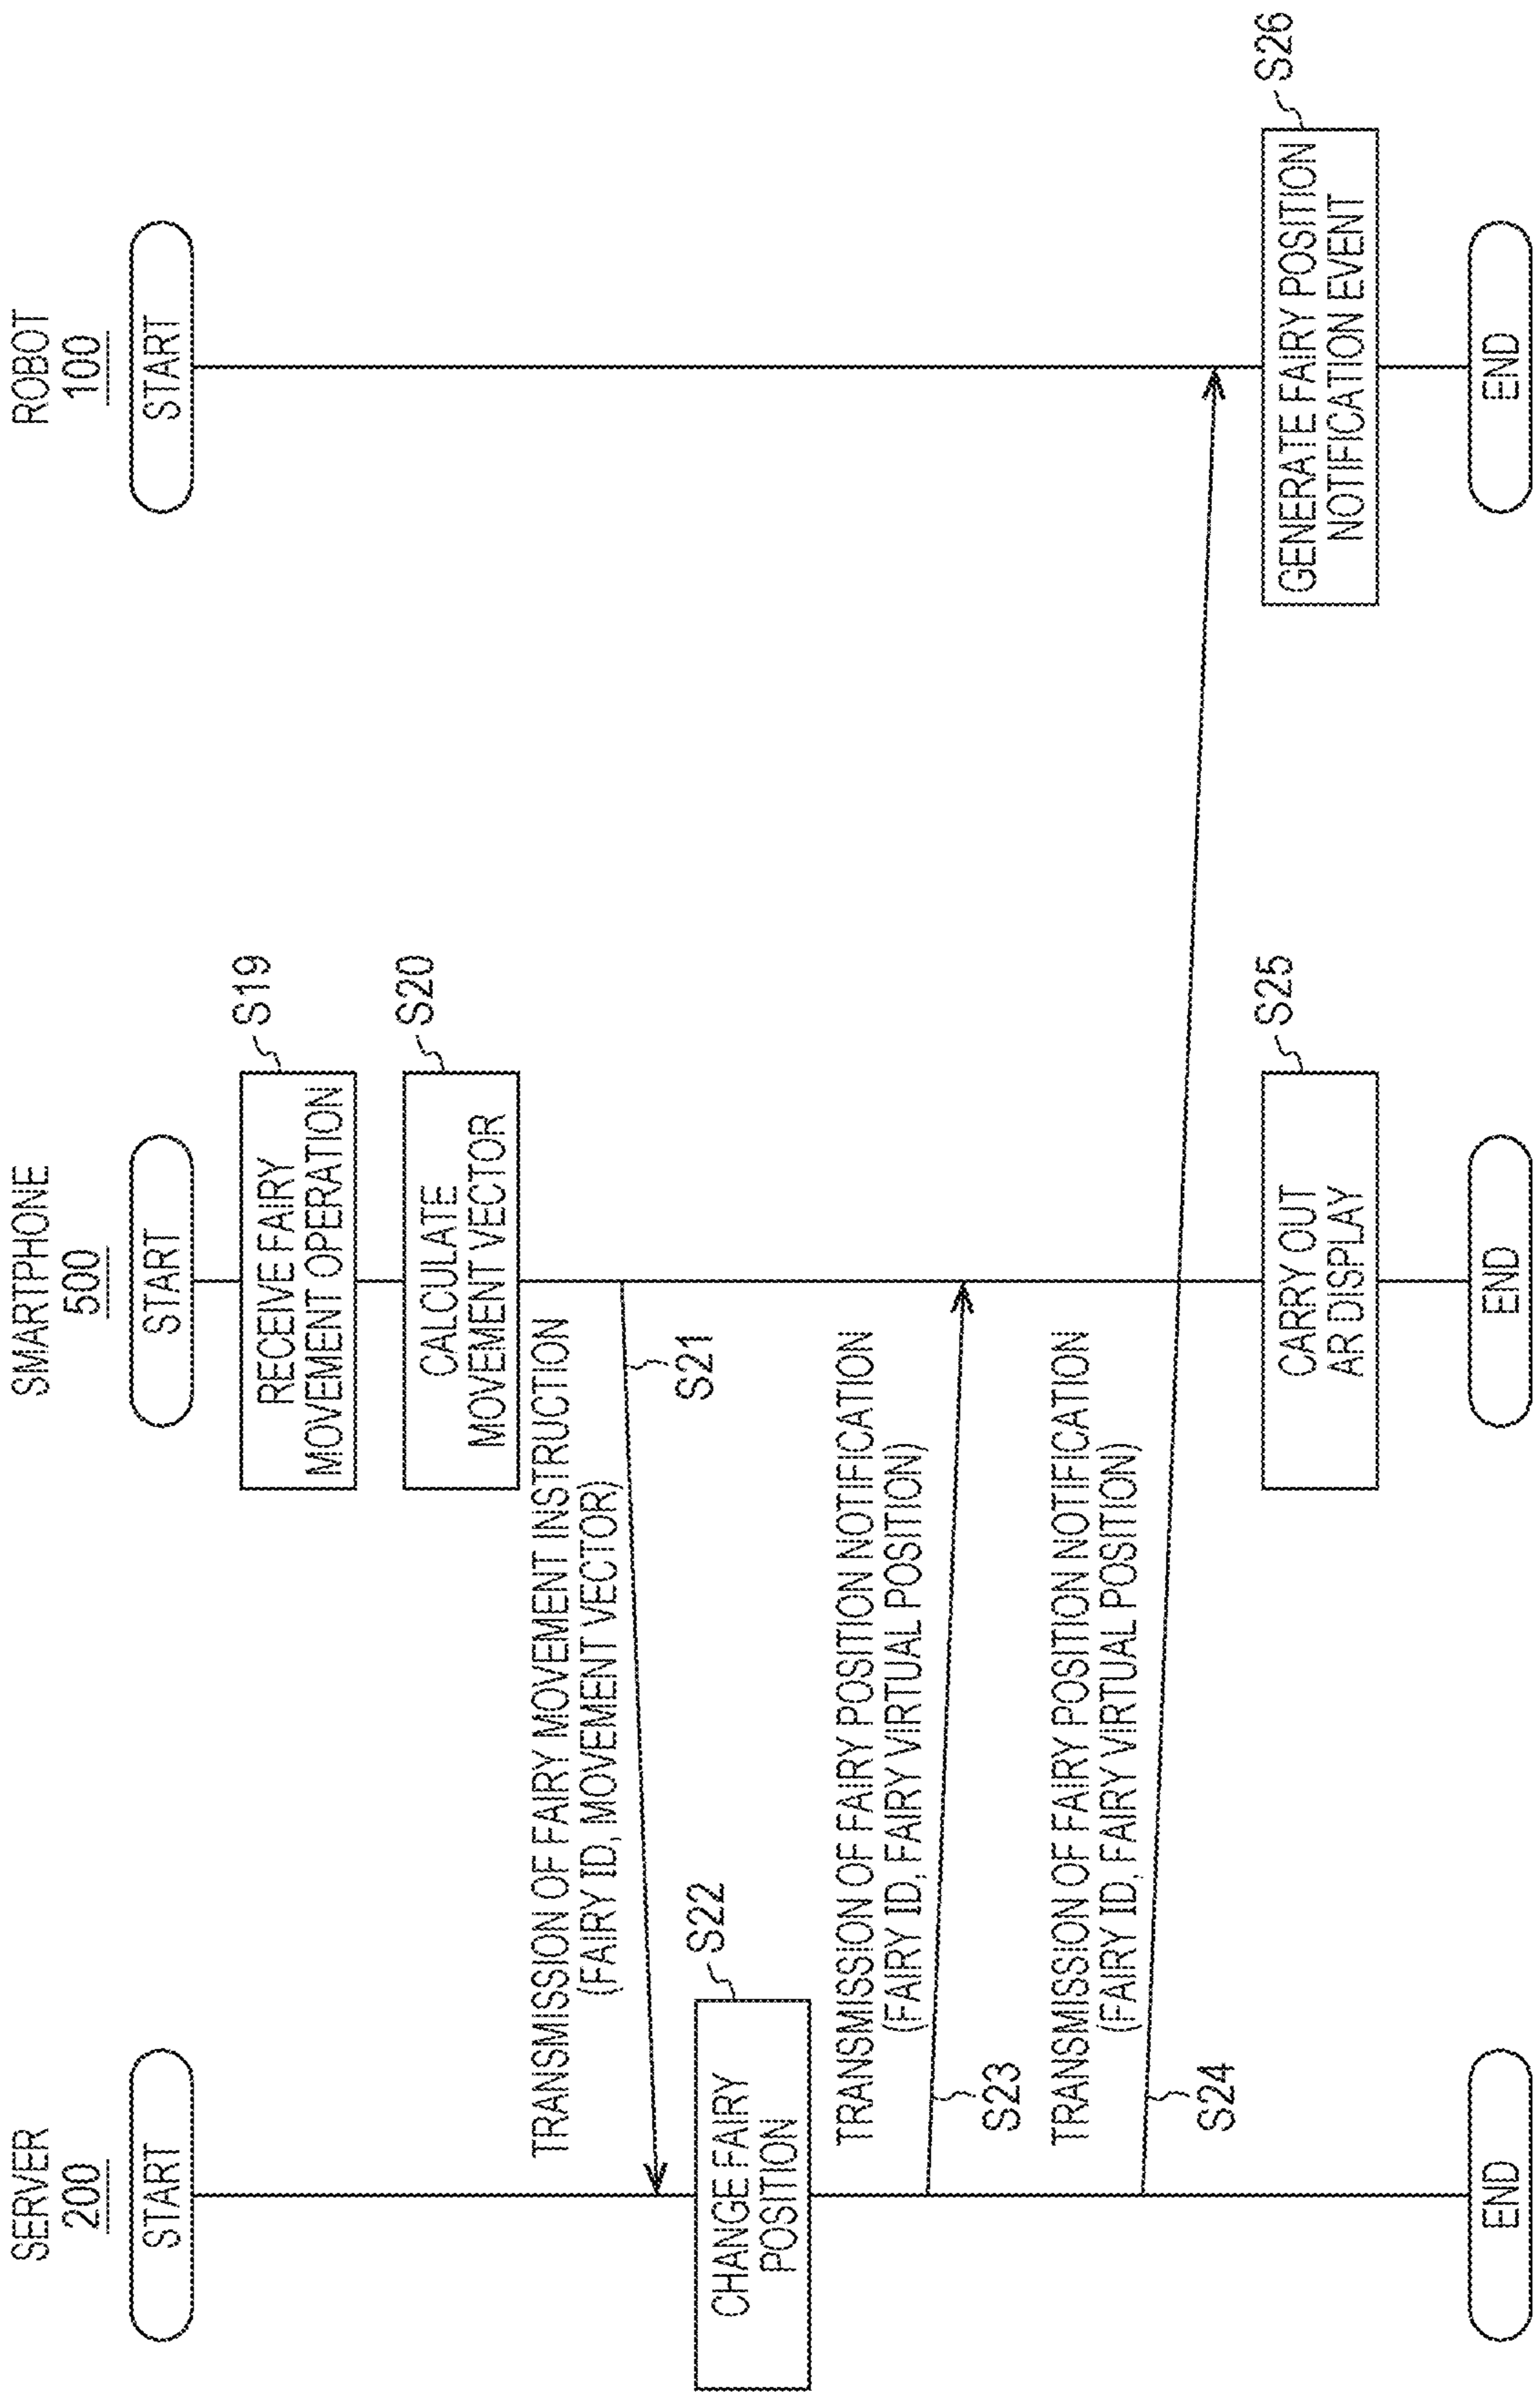 SERVER
200
SMARTPHONE
500
ROBOT
100
START
START
START
RECEIVE FAIRY
MOVEMENT OPERATION
S19
CALCULATE
MOVEMENT VECTOR
S20
TRANSMISSION OF FAIRY MOVEMENT INSTRUCTION
(FAIRY ID, MOVEMENT VECTOR)
S21
CHANGE FAIRY
POSITION
S22
TRANSMISSION OF FAIRY POSITION NOTIFICATION
(FAIRY ID, FAIRY VIRTUAL POSITION)
S23
TRANSMISSION OF FAIRY POSITION NOTIFICATION
(FAIRY ID, FAIRY VIRTUAL POSITION)
S24
CARRY OUT
AR DISPLAY
S25
GENERATE FAIRY POSITION
NOTIFICATION EVENT
S26
END
END
END